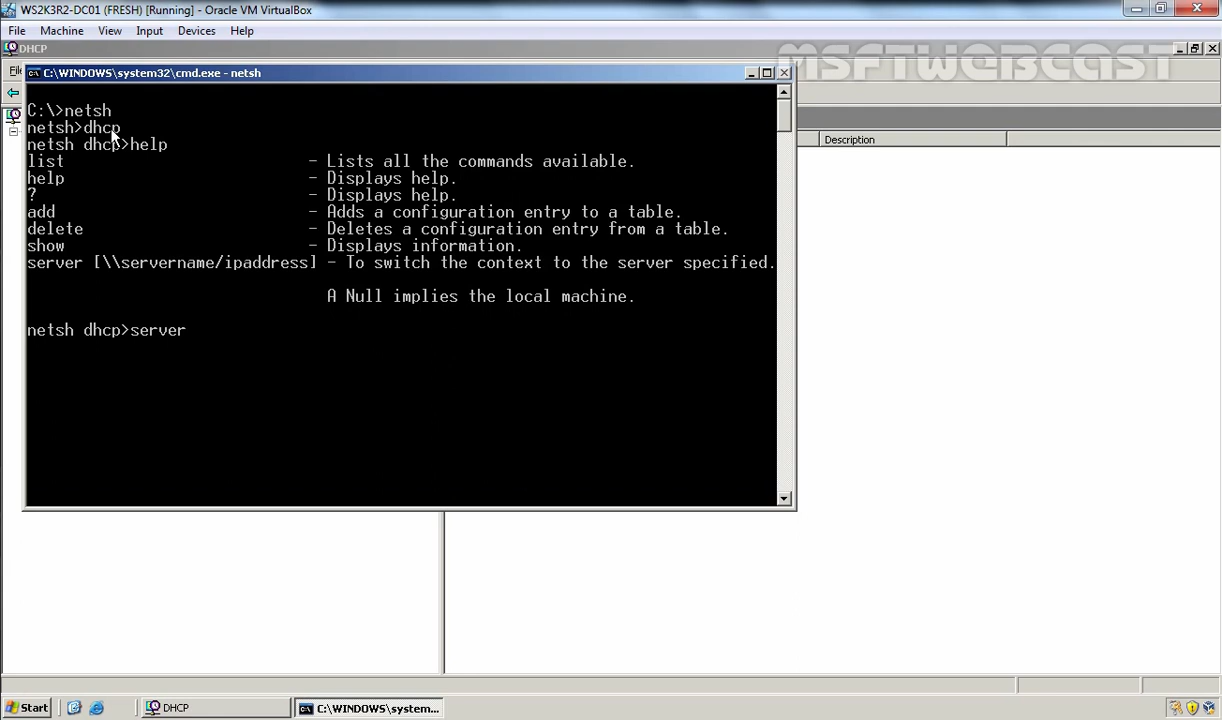 WS2K3R2-DC01 (FRESH) [Running] - Oracle VM VirtualBox
File Machine View Input Devices Help
DHCP
MSFTWEBCAST
C:\WINDOWS\system32\cmd.exe - netsh
C:\>netsh
netsh>dhcp
netsh dhcp>help
list - Lists all the commands available.
help - Displays help.
? - Displays help.
add - Adds a configuration entry to a table.
delete - Deletes a configuration entry from a table.
show - Displays information.
server [\\servername/ipaddress] - To switch the context to the server specified.
A Null implies the local machine.
netsh dhcp>server
Description
Start DHCP C:\WINDOWS\system...